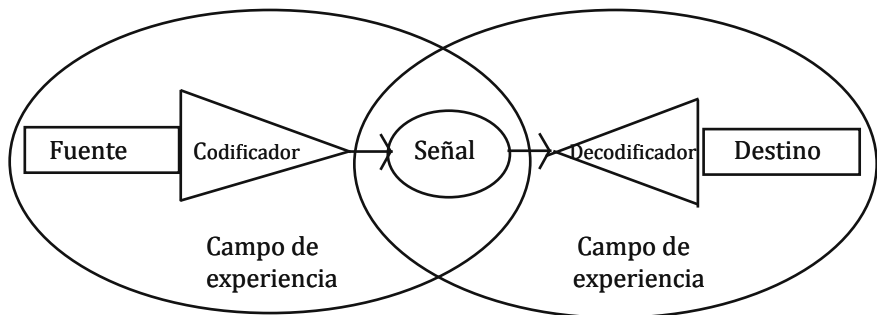 Fuente
Codificador
Señal
Decodificador
Destino
Campo de
experiencia
Campo de
experiencia